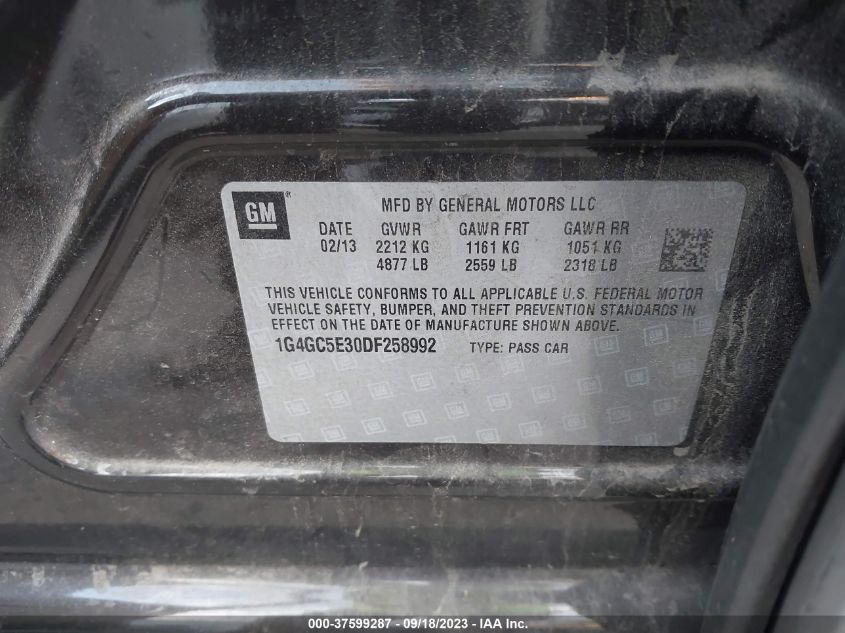 GM ® MFD BY GENERAL MOTORS LLC
DATE GVWR GAWR FRT GAWR RR
02/13 2212 KG 1161 KG 1051 KG
4877 LB 2559 LB 2318 LB
THIS VEHICLE CONFORMS TO ALL APPLICABLE U.S. FEDERAL MOTOR
VEHICLE SAFETY, BUMPER, AND THEFT PREVENTION STANDARDS IN
EFFECT ON THE DATE OF MANUFACTURE SHOWN ABOVE.
1G4GC5E30DF258992 TYPE: PASS CAR
000-37599287 - 09/18/2023 - IAA Inc.